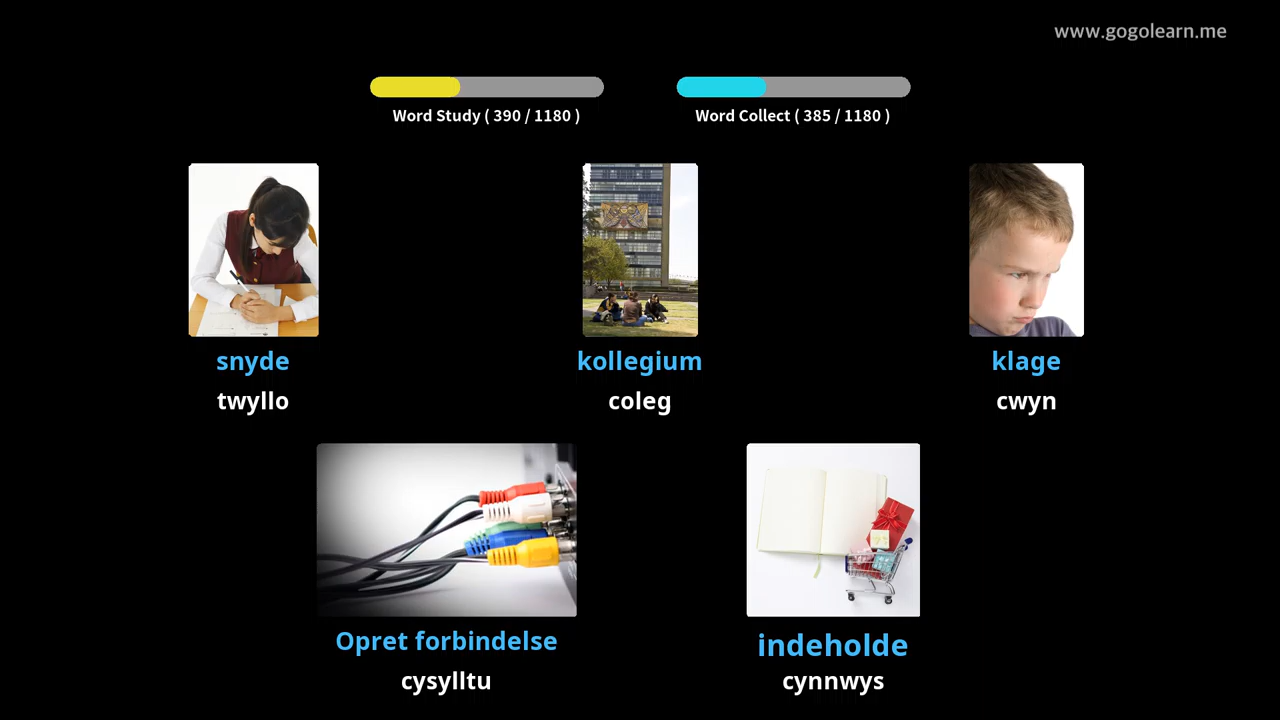 www.gogolearn.me
Word Study ( 390 / 1180 )
Word Collect ( 385 / 1180 )
snyde
twyllo
kollegium
coleg
klage
cwyn
Opret forbindelse
cysylltu
indeholde
cynnwys